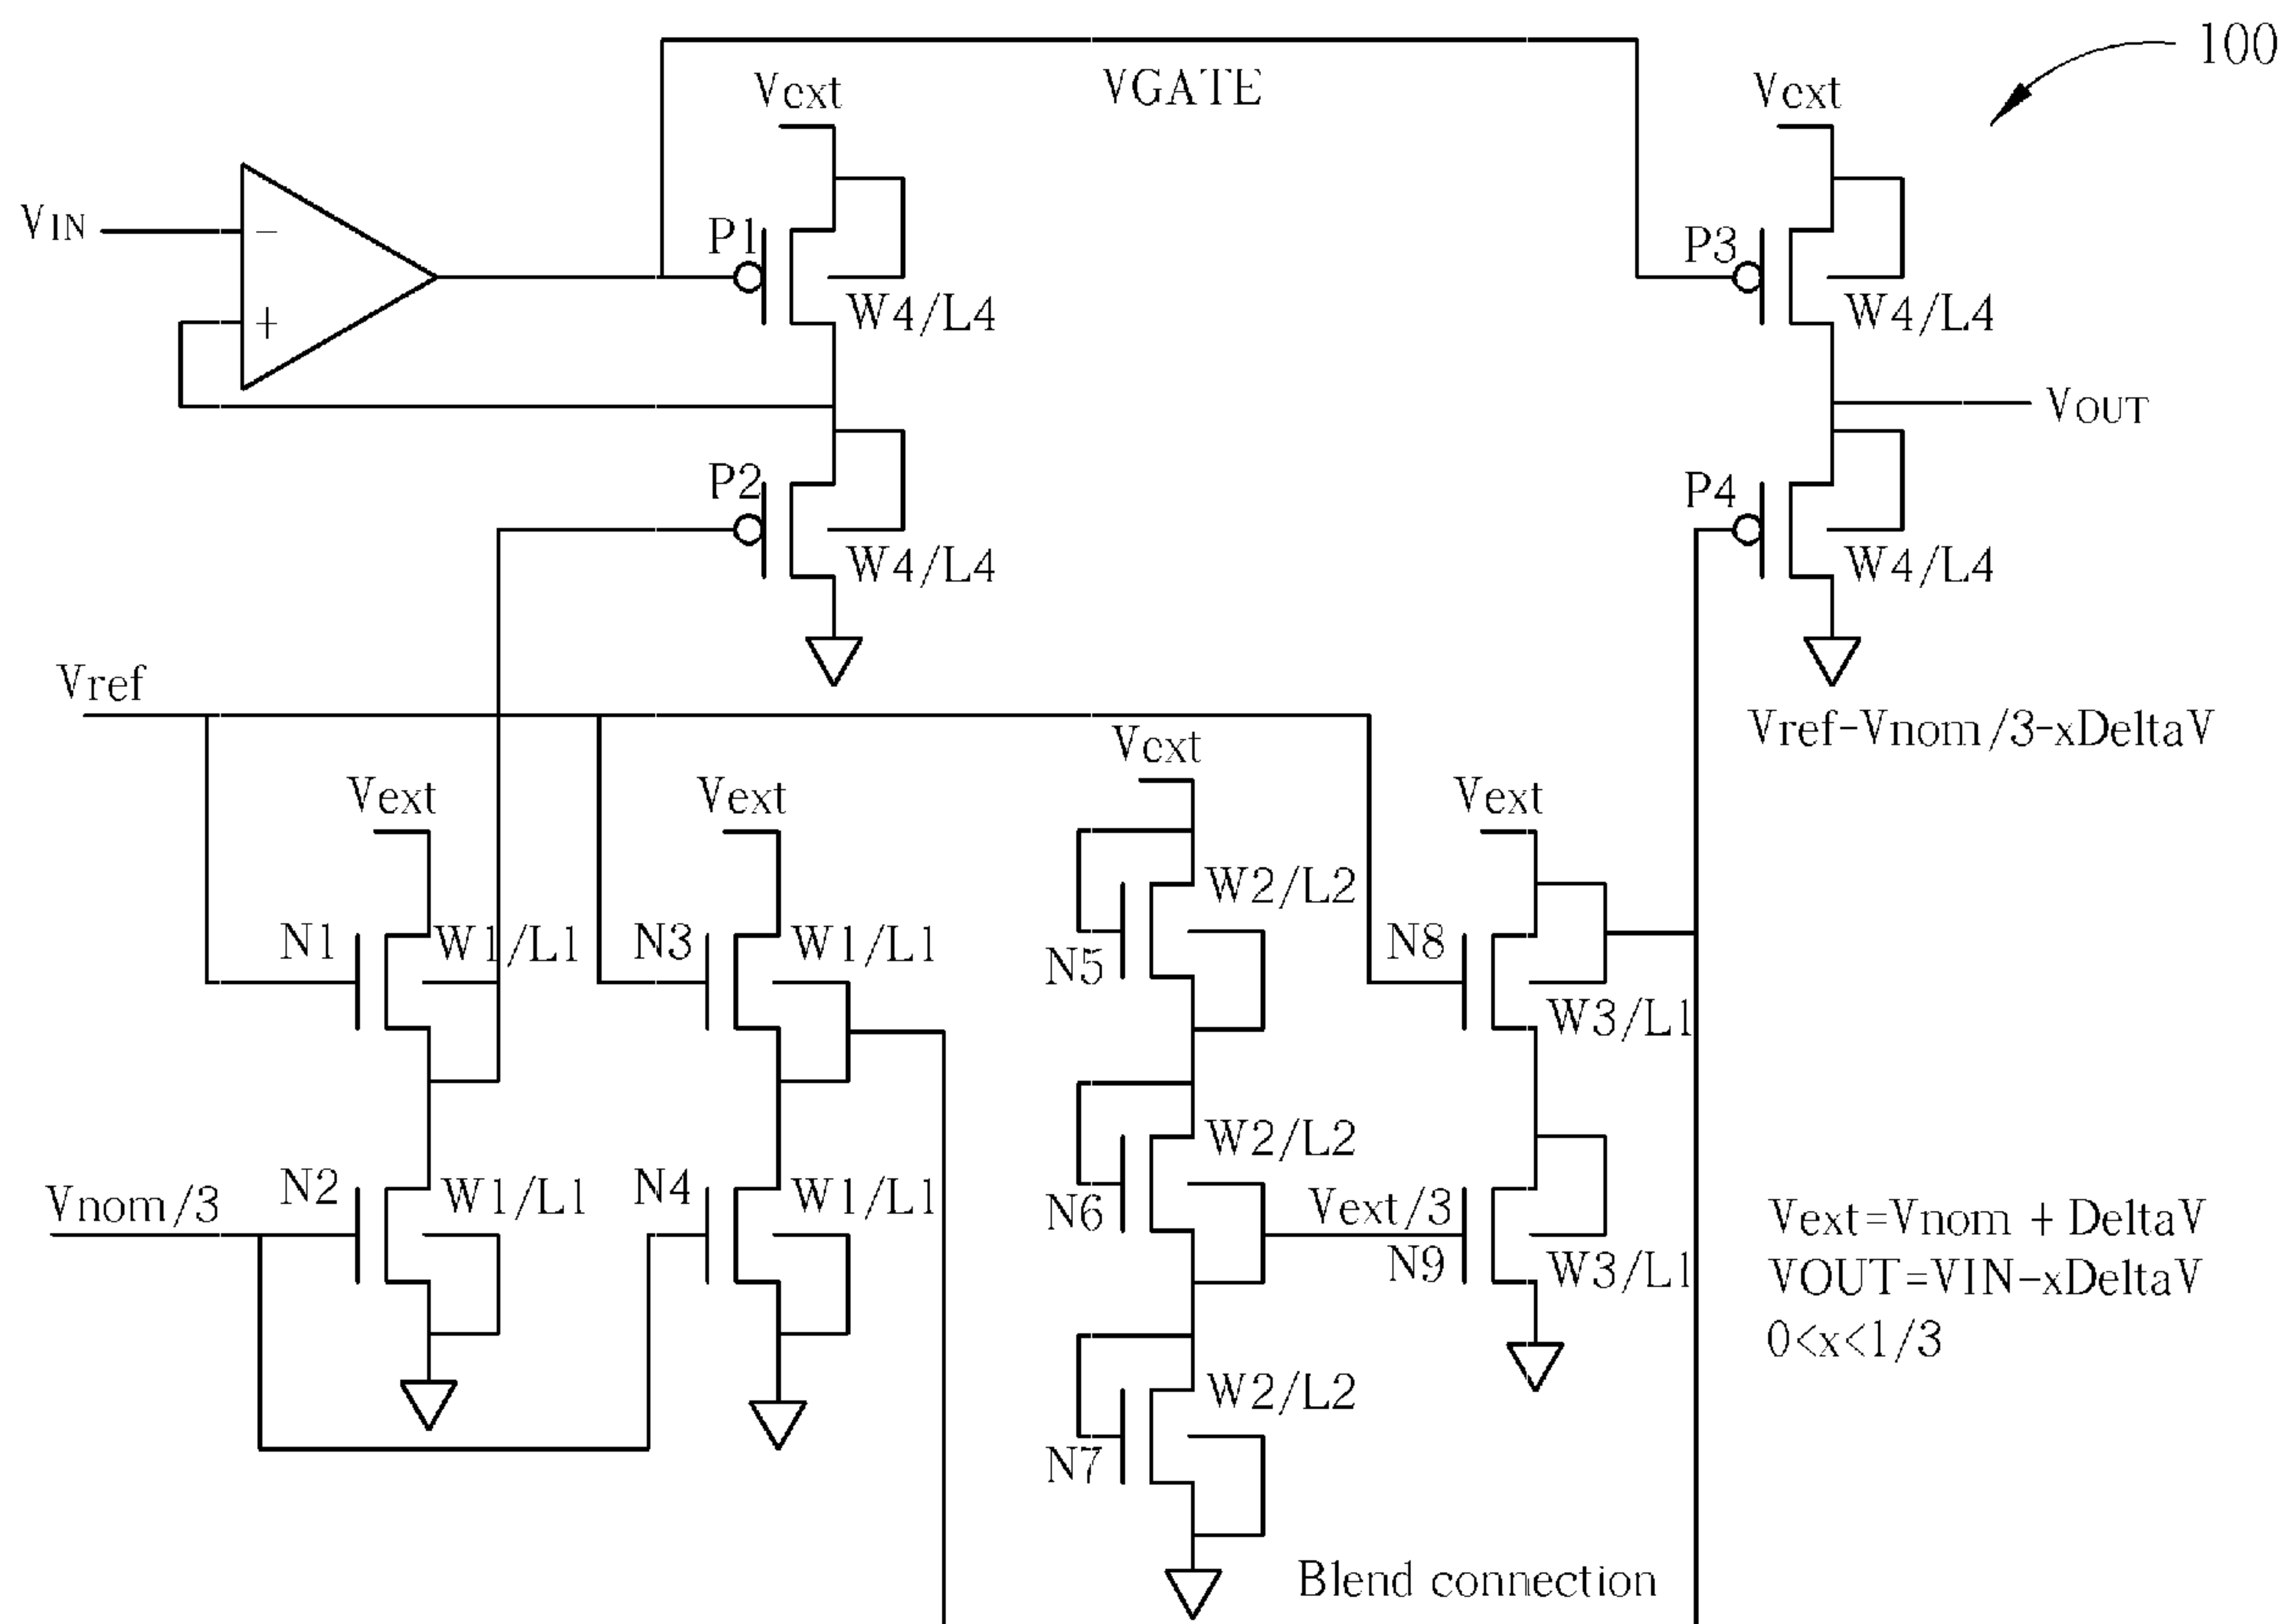 100
Vext
VGATE
Vext
VIN
−
+
P1
W4/L4
P3
W4/L4
VOUT
P2
W4/L4
P4
W4/L4
Vref
Vref-Vnom/3-xDeltaV
Vext
Vext
Vext
Vext
N1
W1/L1
N3
W1/L1
W2/L2
N5
N8
W3/L1
Vnom/3
N2
W1/L1
N4
W1/L1
W2/L2
N6
Vext/3
N9
W3/L1
Vext=Vnom + DeltaV
VOUT=VIN-xDeltaV
0<x<1/3
W2/L2
N7
Blend connection